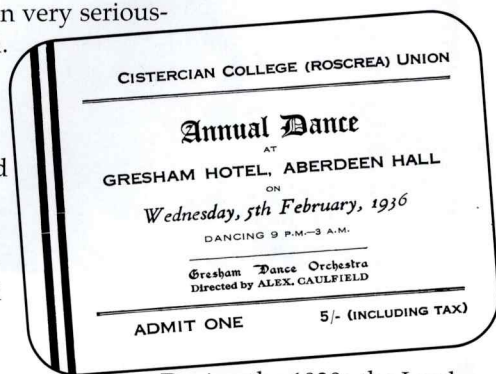 n very serious-
.
CISTERCIAN COLLEGE (ROSCREA) UNION
Annual Dance
AT
GRESHAM HOTEL, ABERDEEN HALL
ON
Wednesday, 5th February, 1936
DANCING 9 P.M.—3 A.M.
Gresham Dance Orchestra
Directed by ALEX. CAULFIELD
ADMIT ONE 5/- (INCLUDING TAX)